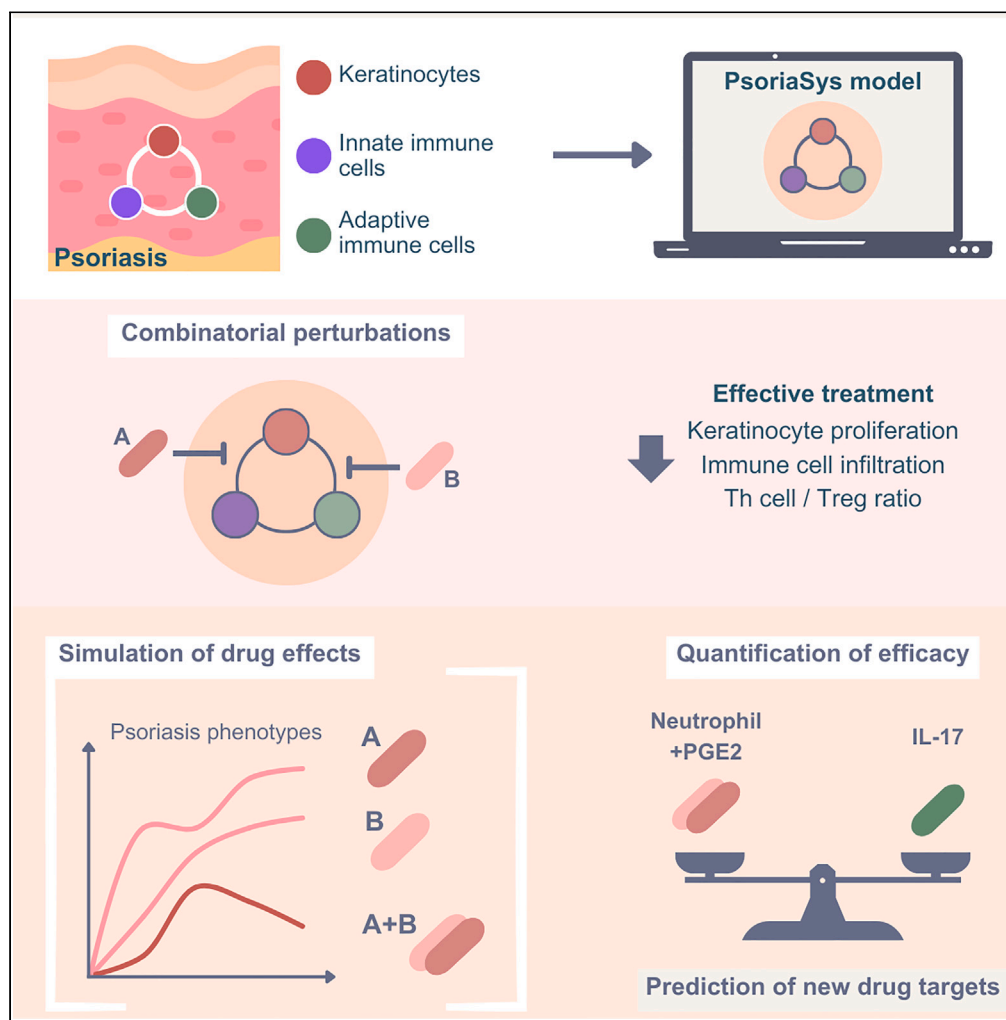 Keratinocytes
Innate immune
cells
Adaptive
immune cells
Psoriasis
PsoriaSys model
Combinatorial perturbations
A
B
Effective treatment
Keratinocyte proliferation
Immune cell infiltration
Th cell / Treg ratio
Simulation of drug effects
Psoriasis phenotypes
A
B
A+B
Quantification of efficacy
Neutrophil
+PGE2
IL-17
Prediction of new drug targets